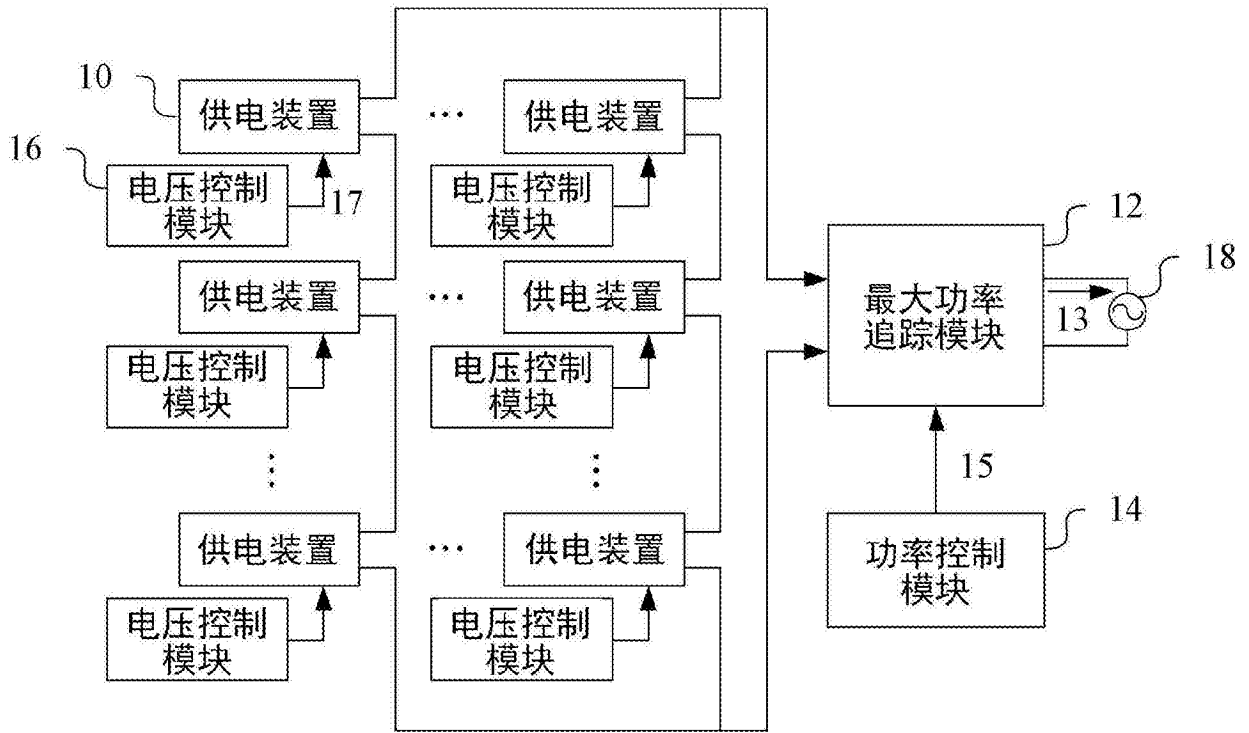 10
供电装置
…
供电装置
16
电压控制
模块
17
电压控制
模块
供电装置
…
供电装置
电压控制
模块
电压控制
模块
⋮
⋮
供电装置
…
供电装置
电压控制
模块
电压控制
模块
12
最大功率
追踪模块
13
18
15
14
功率控制
模块